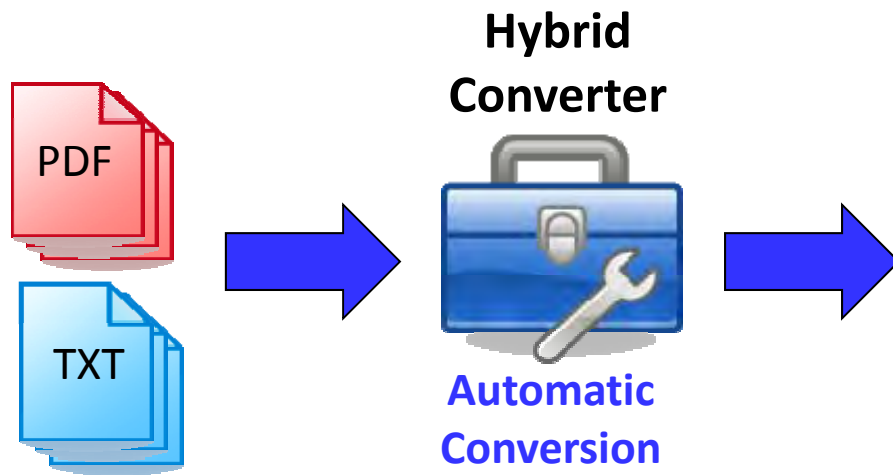 Hybrid
Converter
PDF
TXT
Automatic
Conversion